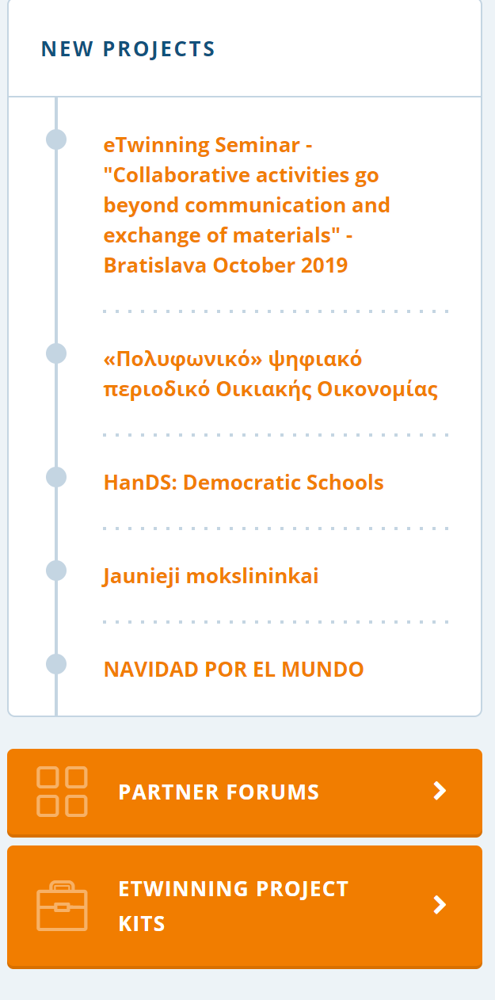 NEW PROJECTS
eTwinning Seminar -
"Collaborative activities go
beyond communication and
exchange of materials" -
Bratislava October 2019
«Πολυφωνικό» ψηφιακό
περιοδικό Οικιακής Οικονομίας
HanDS: Democratic Schools
Jaunieji mokslininkai
NAVIDAD POR EL MUNDO
PARTNER FORUMS
ETWINNING PROJECT
KITS